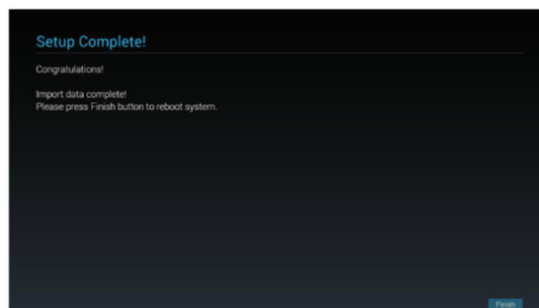 Setup Complete!
Congratulations!
Import data complete!
Please press Finish button to reboot system.
Finish